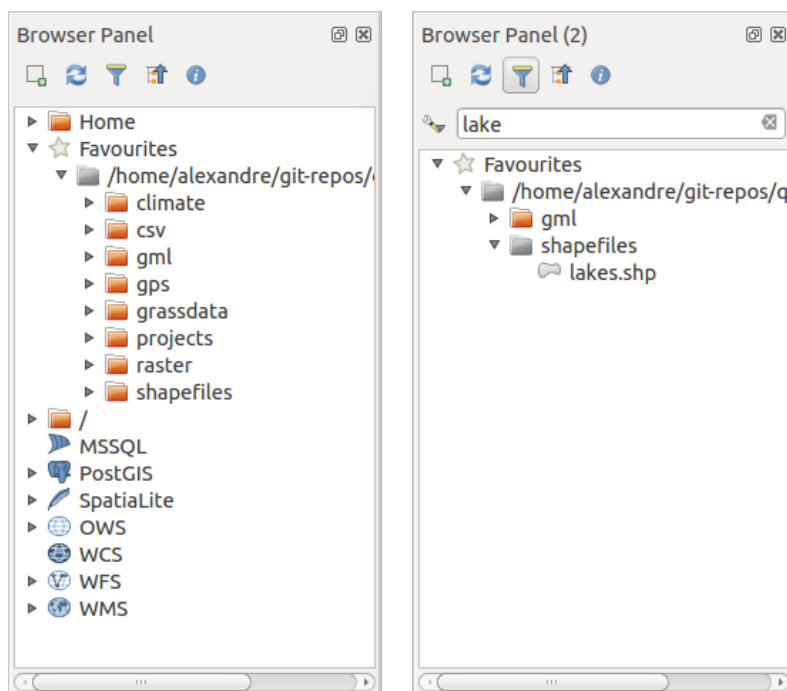 Browser Panel
Home
Favourites
/home/alexandre/git-repos/
climate
csv
gml
gps
grassdata
projects
raster
shapefiles
/
MSSQL
PostGIS
SpatiaLite
OWS
WCS
WFS
WMS
Browser Panel (2)
lake
Favourites
/home/alexandre/git-repos/q
gml
shapefiles
lakes.shp